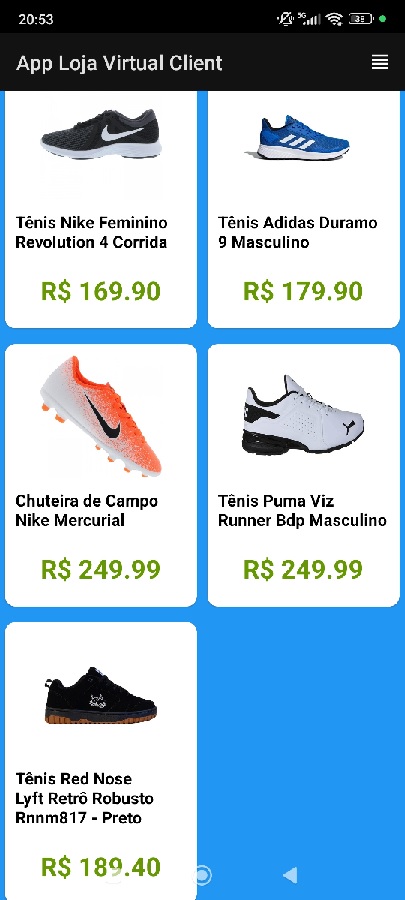 20:53
5G
38
App Loja Virtual Client
Tênis Nike Feminino
Revolution 4 Corrida
R$ 169.90
Tênis Adidas Duramo
9 Masculino
R$ 179.90
Chuteira de Campo
Nike Mercurial
R$ 249.99
Tênis Puma Viz
Runner Bdp Masculino
R$ 249.99
Tênis Red Nose
Lyft Retrô Robusto
Rnnm817 - Preto
R$ 189.40